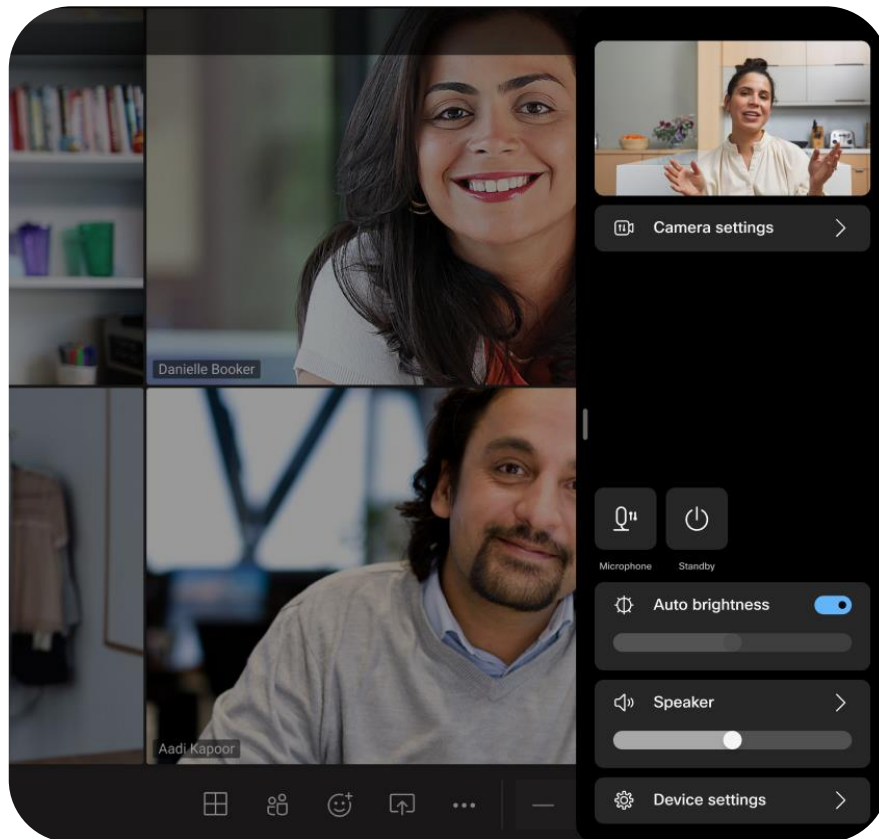 Danielle Booker
Aadi Kapoor
Camera settings
Microphone
Standby
Auto brightness
Speaker
Device settings